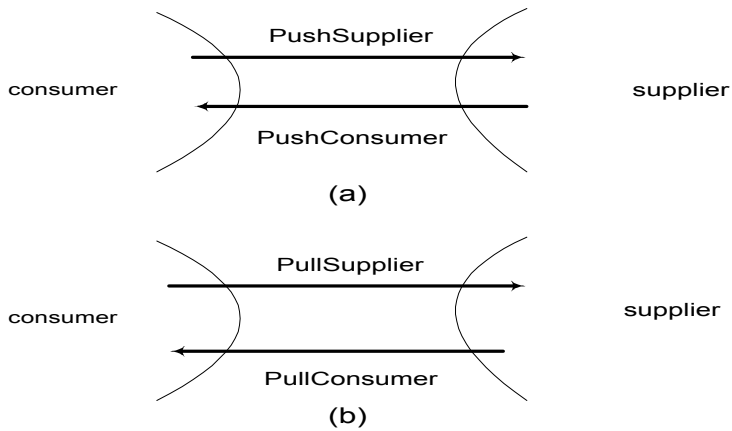 PushSupplier
consumer
supplier
PushConsumer
(a)
PullSupplier
consumer
supplier
PullConsumer
(b)